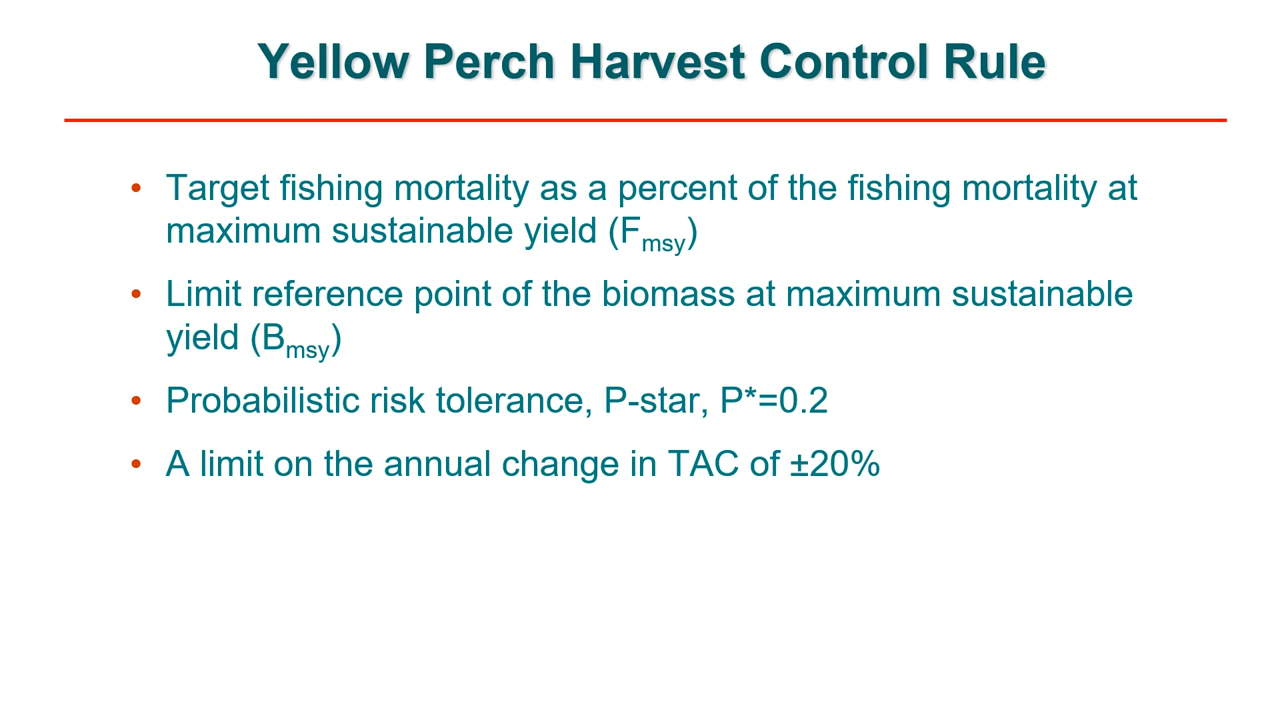 Yellow Perch Harvest Control Rule
• Target fishing mortality as a percent of the fishing mortality at
maximum sustainable yield (Fmsy)
• Limit reference point of the biomass at maximum sustainable
yield (Bmsy)
• Probabilistic risk tolerance, P-star, P*=0.2
• A limit on the annual change in TAC of ±20%